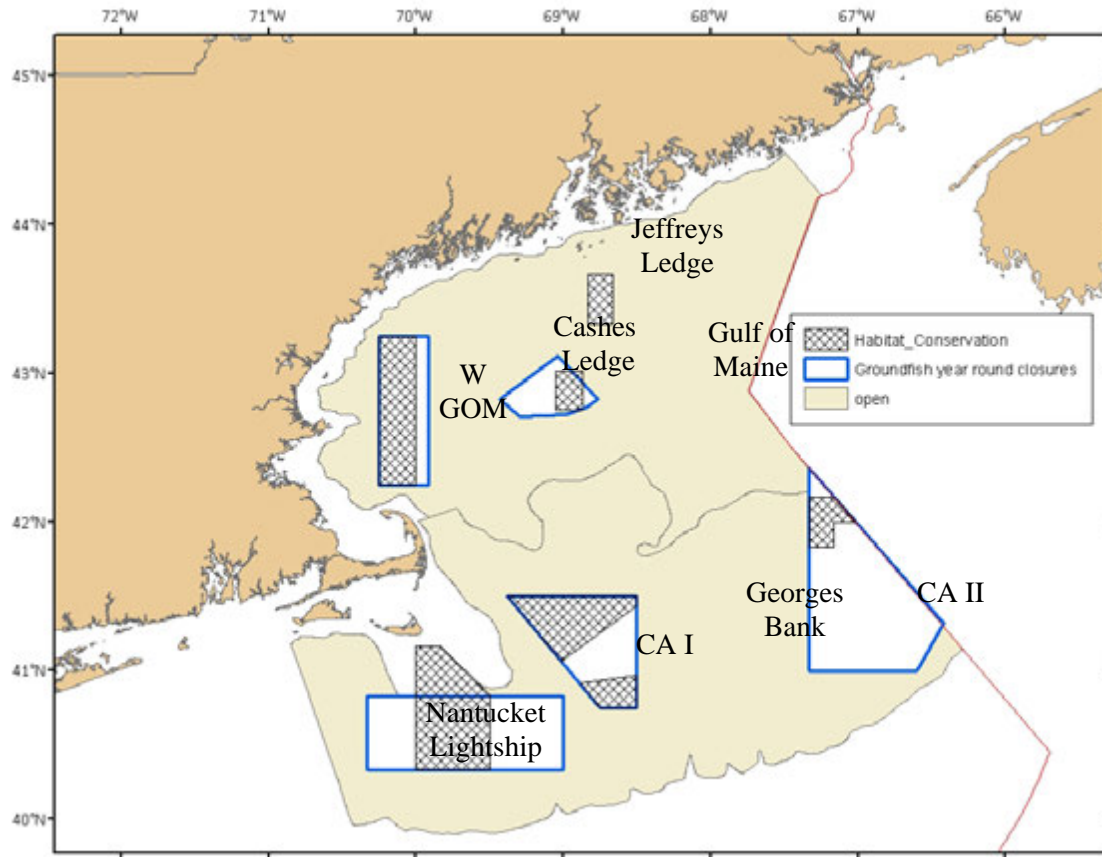 72°W
71°W
70°W
69°W
68°W
67°W
66°W
45°N
44°N
43°N
42°N
41°N
40°N
Jeffreys
Ledge
Cashes
Ledge
Gulf of
Maine
W
GOM
Habitat_Conservation
Groundfish year round closures
open
Georges
Bank
CA II
CA I
Nantucket
Lightship